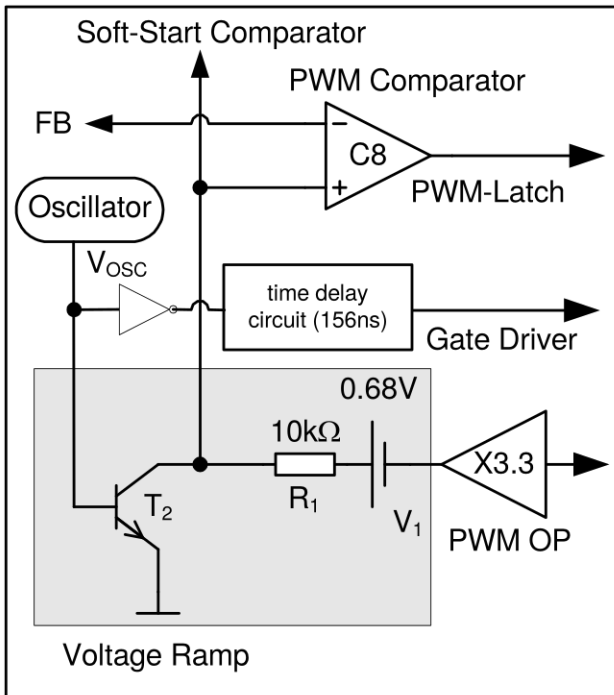 Soft-Start Comparator
PWM Comparator
FB
C8
PWM-Latch
Oscillator
VOSC
time delay
circuit (156ns)
Gate Driver
0.68V
10kΩ
X3.3
T2
R1
V1
PWM OP
Voltage Ramp